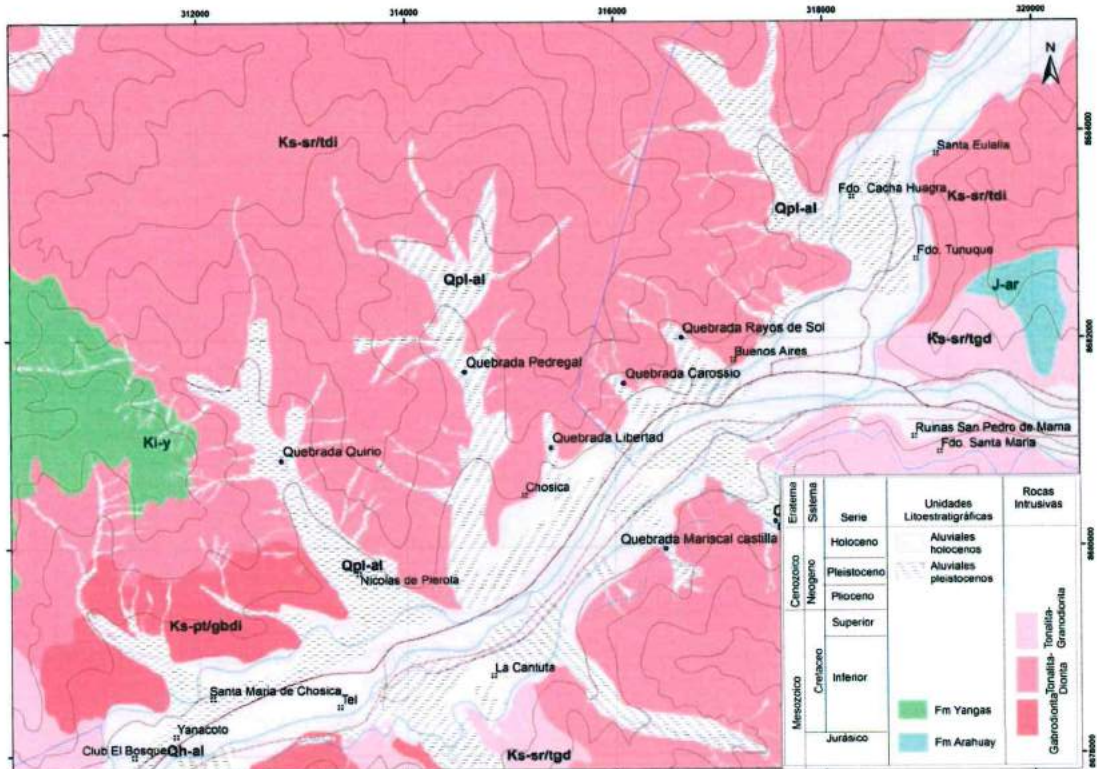 312000
314000
316000
318000
320000
N
8684000
Ks-sr/tdi
Santa Eulalia
Fdo. Cacha Huagra
Ks-sr/tdi
Qpl-al
Fdo. Tunuque
Qpl-al
J-ar
Quebrada Rayos de Sol
Ks-sr/tgd
8682000
Buenos Aires
Quebrada Pedregal
Quebrada Carossio
Ki-y
Quebrada Libertad
Ruinas San Pedro de Mama
Fdo. Santa Maria
Quebrada Quirio
Chosica
Quebrada Mariscal castilla
8680000
Qpl-al
Nicolas de Pierola
Ks-pt/gbdi
La Cantuta
Santa Maria de Chosica
Tel
Yanacoto
Club El Bosque
Qh-al
Ks-sr/tgd
8678000
Eratema
Sistema
Serie
Unidades
Litoestratigráficas
Rocas
Intrusivas
Cenozoico
Neogeno
Holoceno
Aluviales
holocenos
Pleistoceno
Aluviales
pleistocenos
Plioceno
Mesozoico
Cretaceo
Superior
Inferior
Jurásico
Fm Yangas
Fm Arahuay
Tonalita-
Granodiorita
Tonalita-
Diorita
Gabrodiorita